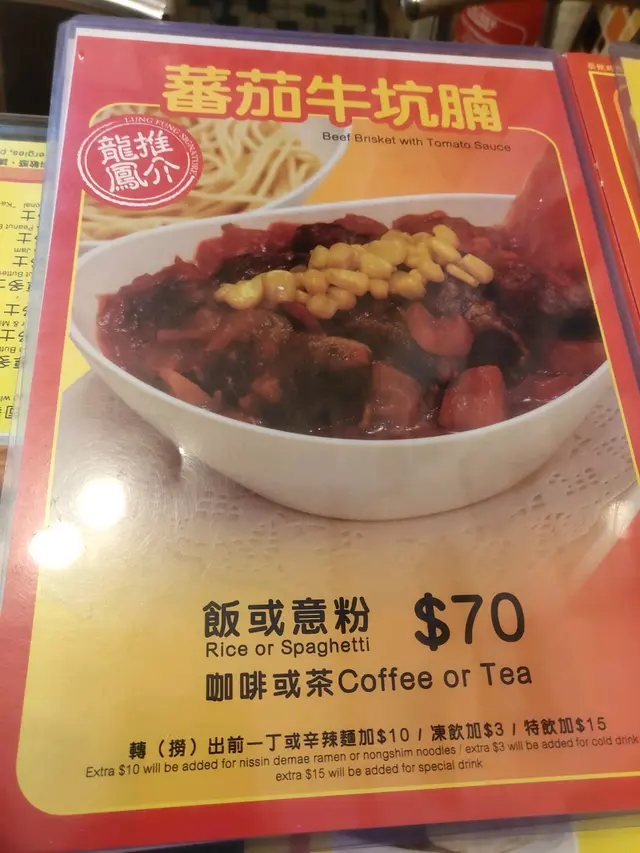 蕃茄牛坑腩
Beef Brisket with Tomato Sauce
LUNG FUNG SIGNATURE
龍鳳推介
飯或意粉 $70
Rice or Spaghetti
咖啡或茶Coffee or Tea
轉（撈）出前一丁或辛辣麵加$10 / 凍飲加$3 / 特飲加$15
Extra $10 will be added for nissin demae ramen or nongshim noodles / extra $3 will be added for cold drink
extra $15 will be added for special drink